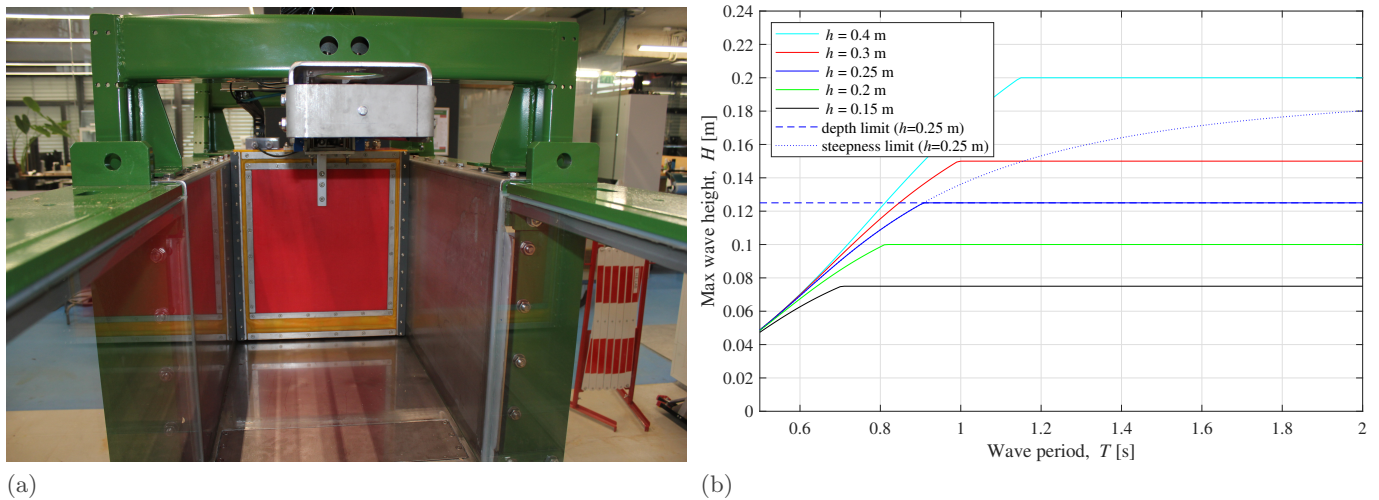 0.24
0.22
0.2
0.18
0.16
0.14
0.12
0.1
0.08
0.06
0.04
0.02
0
Max wave height, H [m]
h = 0.4 m
h = 0.3 m
h = 0.25 m
h = 0.2 m
h = 0.15 m
depth limit (h=0.25 m)
steepness limit (h=0.25 m)
0.6 0.8 1 1.2 1.4 1.6 1.8 2
Wave period, T [s]
(a) (b)